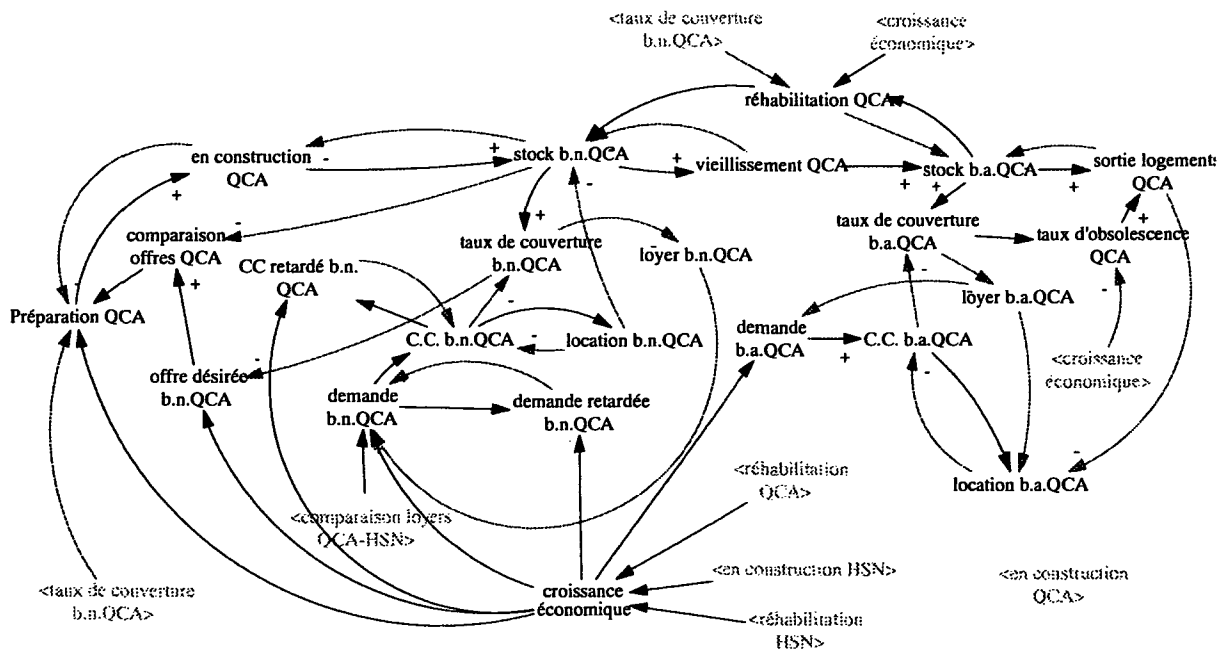 <taux de couverture
b.n.QCA>
<croissance
économique>
réhabilitation QCA
en construction
QCA
-
+
stock b.n.QCA
+
vieillissement QCA
+
+
stock b.a.QCA
+
sortie logements
QCA
+
-
+
-
comparaison
offres QCA
+
CC retardé b.n.
QCA
taux de couverture
b.n.QCA
-
loyer b.n.QCA
taux de couverture
b.a.QCA
-
taux d'obsolescence
QCA
+
-
loyer b.a.QCA
Préparation QCA
C.C. b.n.QCA
-
location b.n.QCA
demande
b.a.QCA
+
C.C. b.a.QCA
-
<croissance
économique>
offre désirée
b.n.QCA
-
demande
b.n.QCA
demande retardée
b.n.QCA
-
location b.a.QCA
<réhabilitation
QCA>
<comparaison loyers
QCA-HSN>
<taux de couverture
b.n.QCA>
croissance
économique
<en construction HSN>
<réhabilitation
HSN>
<en construction
QCA>